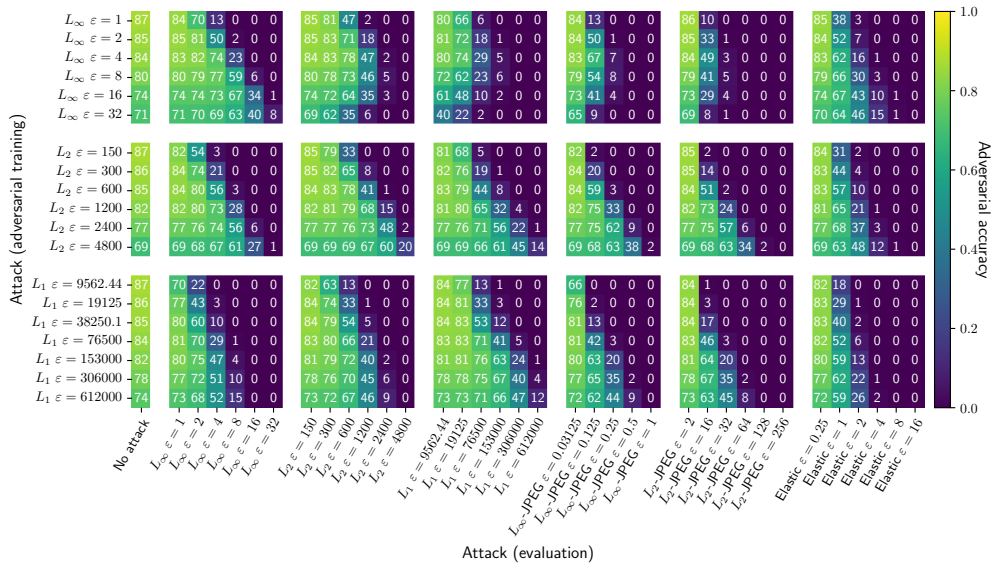 L∞ ε = 1 87 84 70 13 0 0 0 85 81 47 2 0 0 80 66 6 0 0 0 84 13 0 0 0 86 10 0 0 0 0 85 38 3 0 0 0
L∞ ε = 2 85 85 81 50 2 0 0 85 83 71 18 0 0 80 72 18 1 0 0 84 50 1 0 0 85 33 1 0 0 0 84 52 7 0 0 0
L∞ ε = 4 84 83 82 74 23 0 0 84 83 78 47 2 0 80 74 29 5 0 0 83 67 7 0 0 84 49 3 0 0 0 83 62 16 1 0 0
L∞ ε = 8 80 80 79 77 59 6 0 80 78 73 46 5 0 72 62 23 6 0 0 79 54 8 0 0 79 41 5 0 0 0 79 66 30 3 0 0
L∞ ε = 16 74 74 74 73 67 34 1 74 72 64 35 3 0 61 48 10 2 0 0 73 41 4 0 0 73 29 4 0 0 0 74 67 43 10 1 0
L∞ ε = 32 71 71 70 69 63 40 8 69 62 35 6 0 0 40 22 2 0 0 0 65 9 0 0 0 69 8 1 0 0 0 70 64 46 15 1 0
L2 ε = 150 87 82 54 3 0 0 0 85 79 33 0 0 0 81 68 5 0 0 0 82 2 0 0 0 85 2 0 0 0 0 84 31 2 0 0 0
L2 ε = 300 86 84 74 21 0 0 0 85 82 65 8 0 0 82 76 19 1 0 0 84 20 0 0 0 85 14 0 0 0 0 83 44 4 0 0 0
L2 ε = 600 85 84 80 56 3 0 0 84 83 78 41 1 0 84 79 44 8 0 0 84 59 3 0 0 84 51 2 0 0 0 83 57 10 0 0 0
L2 ε = 1200 82 82 80 73 28 0 0 82 81 79 68 15 0 81 80 65 32 4 0 82 75 33 1 0 82 73 24 0 0 0 81 65 21 1 0 0
L2 ε = 2400 77 77 76 74 56 6 0 77 77 76 73 48 2 77 76 71 56 22 1 77 75 62 9 0 77 73 57 6 0 0 77 68 37 3 0 0
L2 ε = 4800 69 69 68 67 61 27 1 69 69 69 67 60 20 69 69 69 66 45 14 69 68 63 38 2 69 68 63 34 2 0 69 63 48 12 1 0
L1 ε = 9562.44 87 70 22 0 0 0 0 82 63 13 0 0 0 84 77 13 1 0 0 66 0 0 0 0 84 1 0 0 0 0 82 18 0 0 0 0
L1 ε = 19125 86 77 43 3 0 0 0 84 74 33 1 0 0 84 81 33 3 0 0 76 2 0 0 0 84 3 0 0 0 0 83 29 1 0 0 0
L1 ε = 38250.1 85 80 60 10 0 0 0 84 79 54 5 0 0 84 83 53 12 0 0 81 13 0 0 0 84 17 0 0 0 0 83 40 2 0 0 0
L1 ε = 76500 84 81 70 29 1 0 0 83 80 66 21 0 0 84 83 71 41 5 0 81 42 3 0 0 83 46 3 0 0 0 82 52 6 0 0 0
L1 ε = 153000 82 80 75 47 4 0 0 81 79 72 40 2 0 81 81 76 63 24 1 80 63 20 0 0 81 64 20 0 0 0 80 59 13 0 0 0
L1 ε = 306000 78 77 72 51 10 0 0 78 76 70 45 6 0 78 78 75 67 40 4 77 65 35 2 0 78 67 35 2 0 0 77 62 22 1 0 0
L1 ε = 612000 74 73 68 52 15 0 0 73 72 67 46 9 0 74 73 71 66 47 12 72 62 44 9 0 73 65 45 8 0 0 72 59 26 2 0 0
No attack
L∞ ε = 1
L∞ ε = 2
L∞ ε = 4
L∞ ε = 8
L∞ ε = 16
L∞ ε = 32
L2 ε = 150
L2 ε = 300
L2 ε = 600
L2 ε = 1200
L2 ε = 2400
L2 ε = 4800
L1 ε = 9562.44
L1 ε = 19125
L1 ε = 76500
L1 ε = 153000
L1 ε = 306000
L1 ε = 612000
L∞-JPEG ε = 0.03125
L∞-JPEG ε = 0.125
L∞-JPEG ε = 0.25
L∞-JPEG ε = 0.5
L∞-JPEG ε = 1
L2-JPEG ε = 2
L2-JPEG ε = 16
L2-JPEG ε = 32
L2-JPEG ε = 64
L2-JPEG ε = 128
L2-JPEG ε = 256
Elastic ε = 0.25
Elastic ε = 1
Elastic ε = 2
Elastic ε = 4
Elastic ε = 8
Elastic ε = 16
Attack (evaluation)
Attack (adversarial training)
1.0
0.8
0.6
0.4
0.2
0.0
Adversarial accuracy